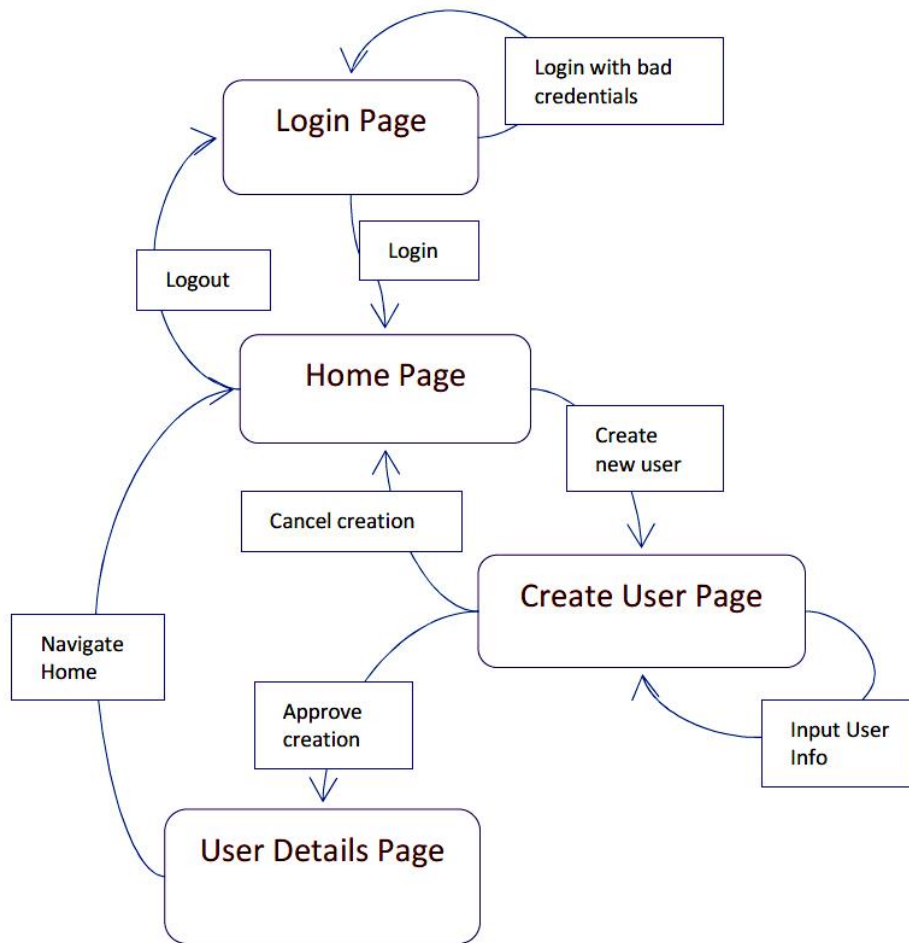 Login with bad
credentials
Login Page
Login
Logout
Home Page
Create
new user
Cancel creation
Create User Page
Navigate
Home
Approve
creation
Input User
Info
User Details Page